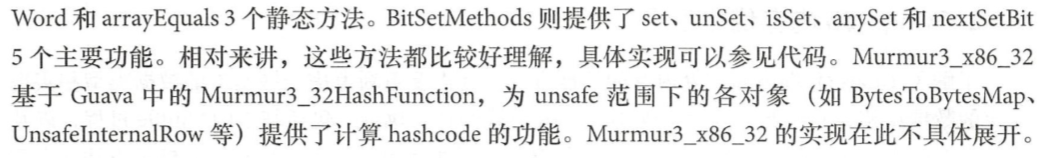 Word 和 arrayEquals 3 个静态方法。BitSetMethods 则提供了 set、unSet、isSet、anySet 和 nextSetBit
5 个主要功能。相对来讲，这些方法都比较好理解，具体实现可以参见代码。Murmur3_x86_32
基于 Guava 中的 Murmur3_32HashFunction，为 unsafe 范围下的各对象（如 BytesToBytesMap、
UnsafeInternalRow 等）提供了计算 hashcode 的功能。Murmur3_x86_32 的实现在此不具体展开。